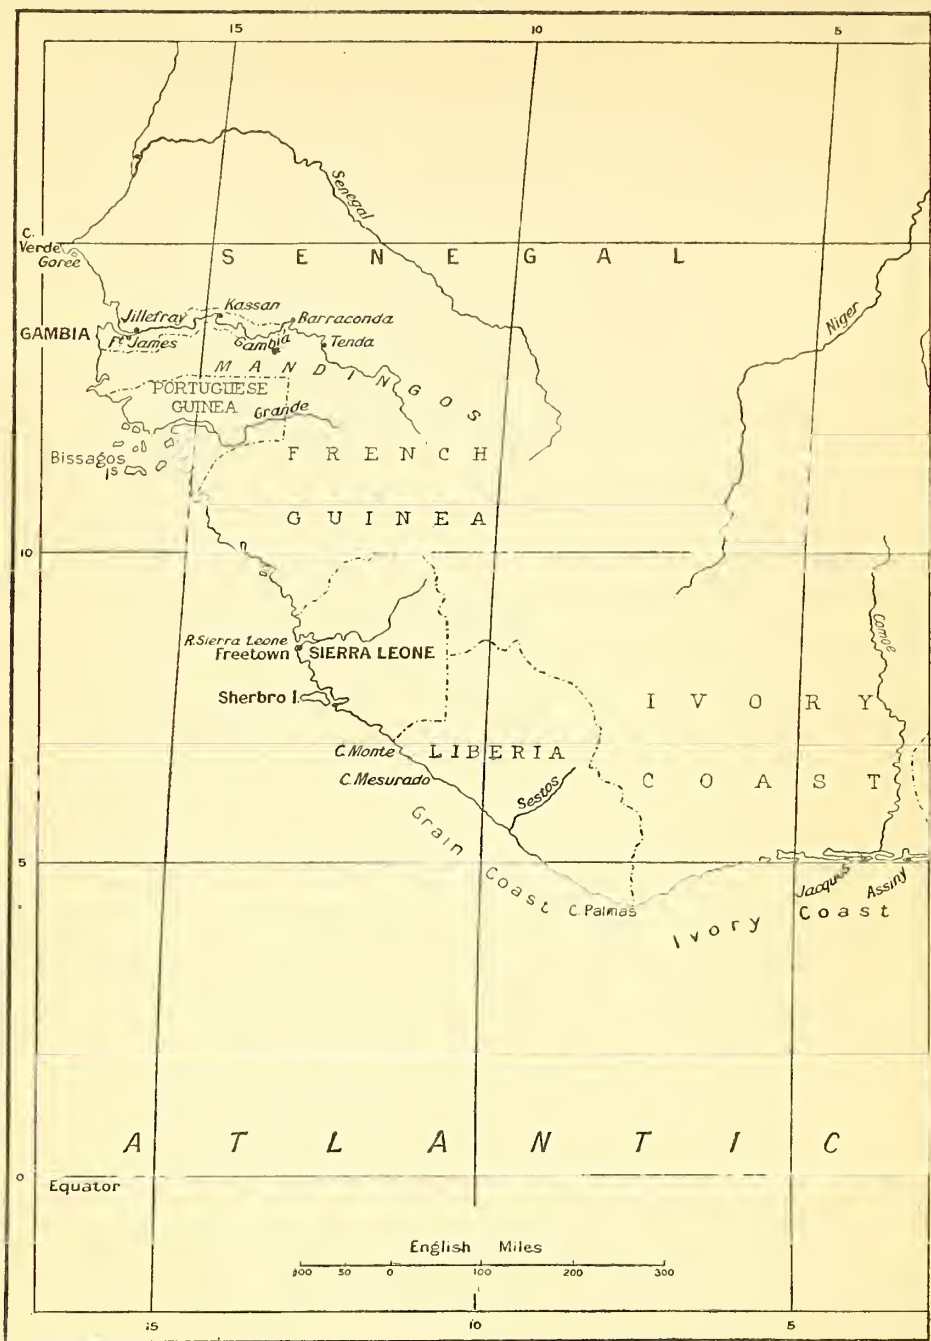 15 10 5
Senegal
C.
Verde
Goree
S E N E G A L
Jillefray
Kassan
Barraconda
GAMBIA
Ft James
Gambia
Tenda
Niger
M A N D I N G O S
PORTUGUESE
GUINEA
Grande
Bissagos
Is
F R E N C H
G U I N E A
10
Comoe
R. Sierra Leone
Freetown
SIERRA LEONE
Sherbro I.
I V O R Y
C. Monte
LIBERIA
C. Mesurado
Sestos
C O A S T
Grain Coast
5
C. Palmas
Jacques
Assiny
Ivory Coast
A T L A N T I C
0
Equator
English Miles
100 50 0 100 200 300
15 10 5